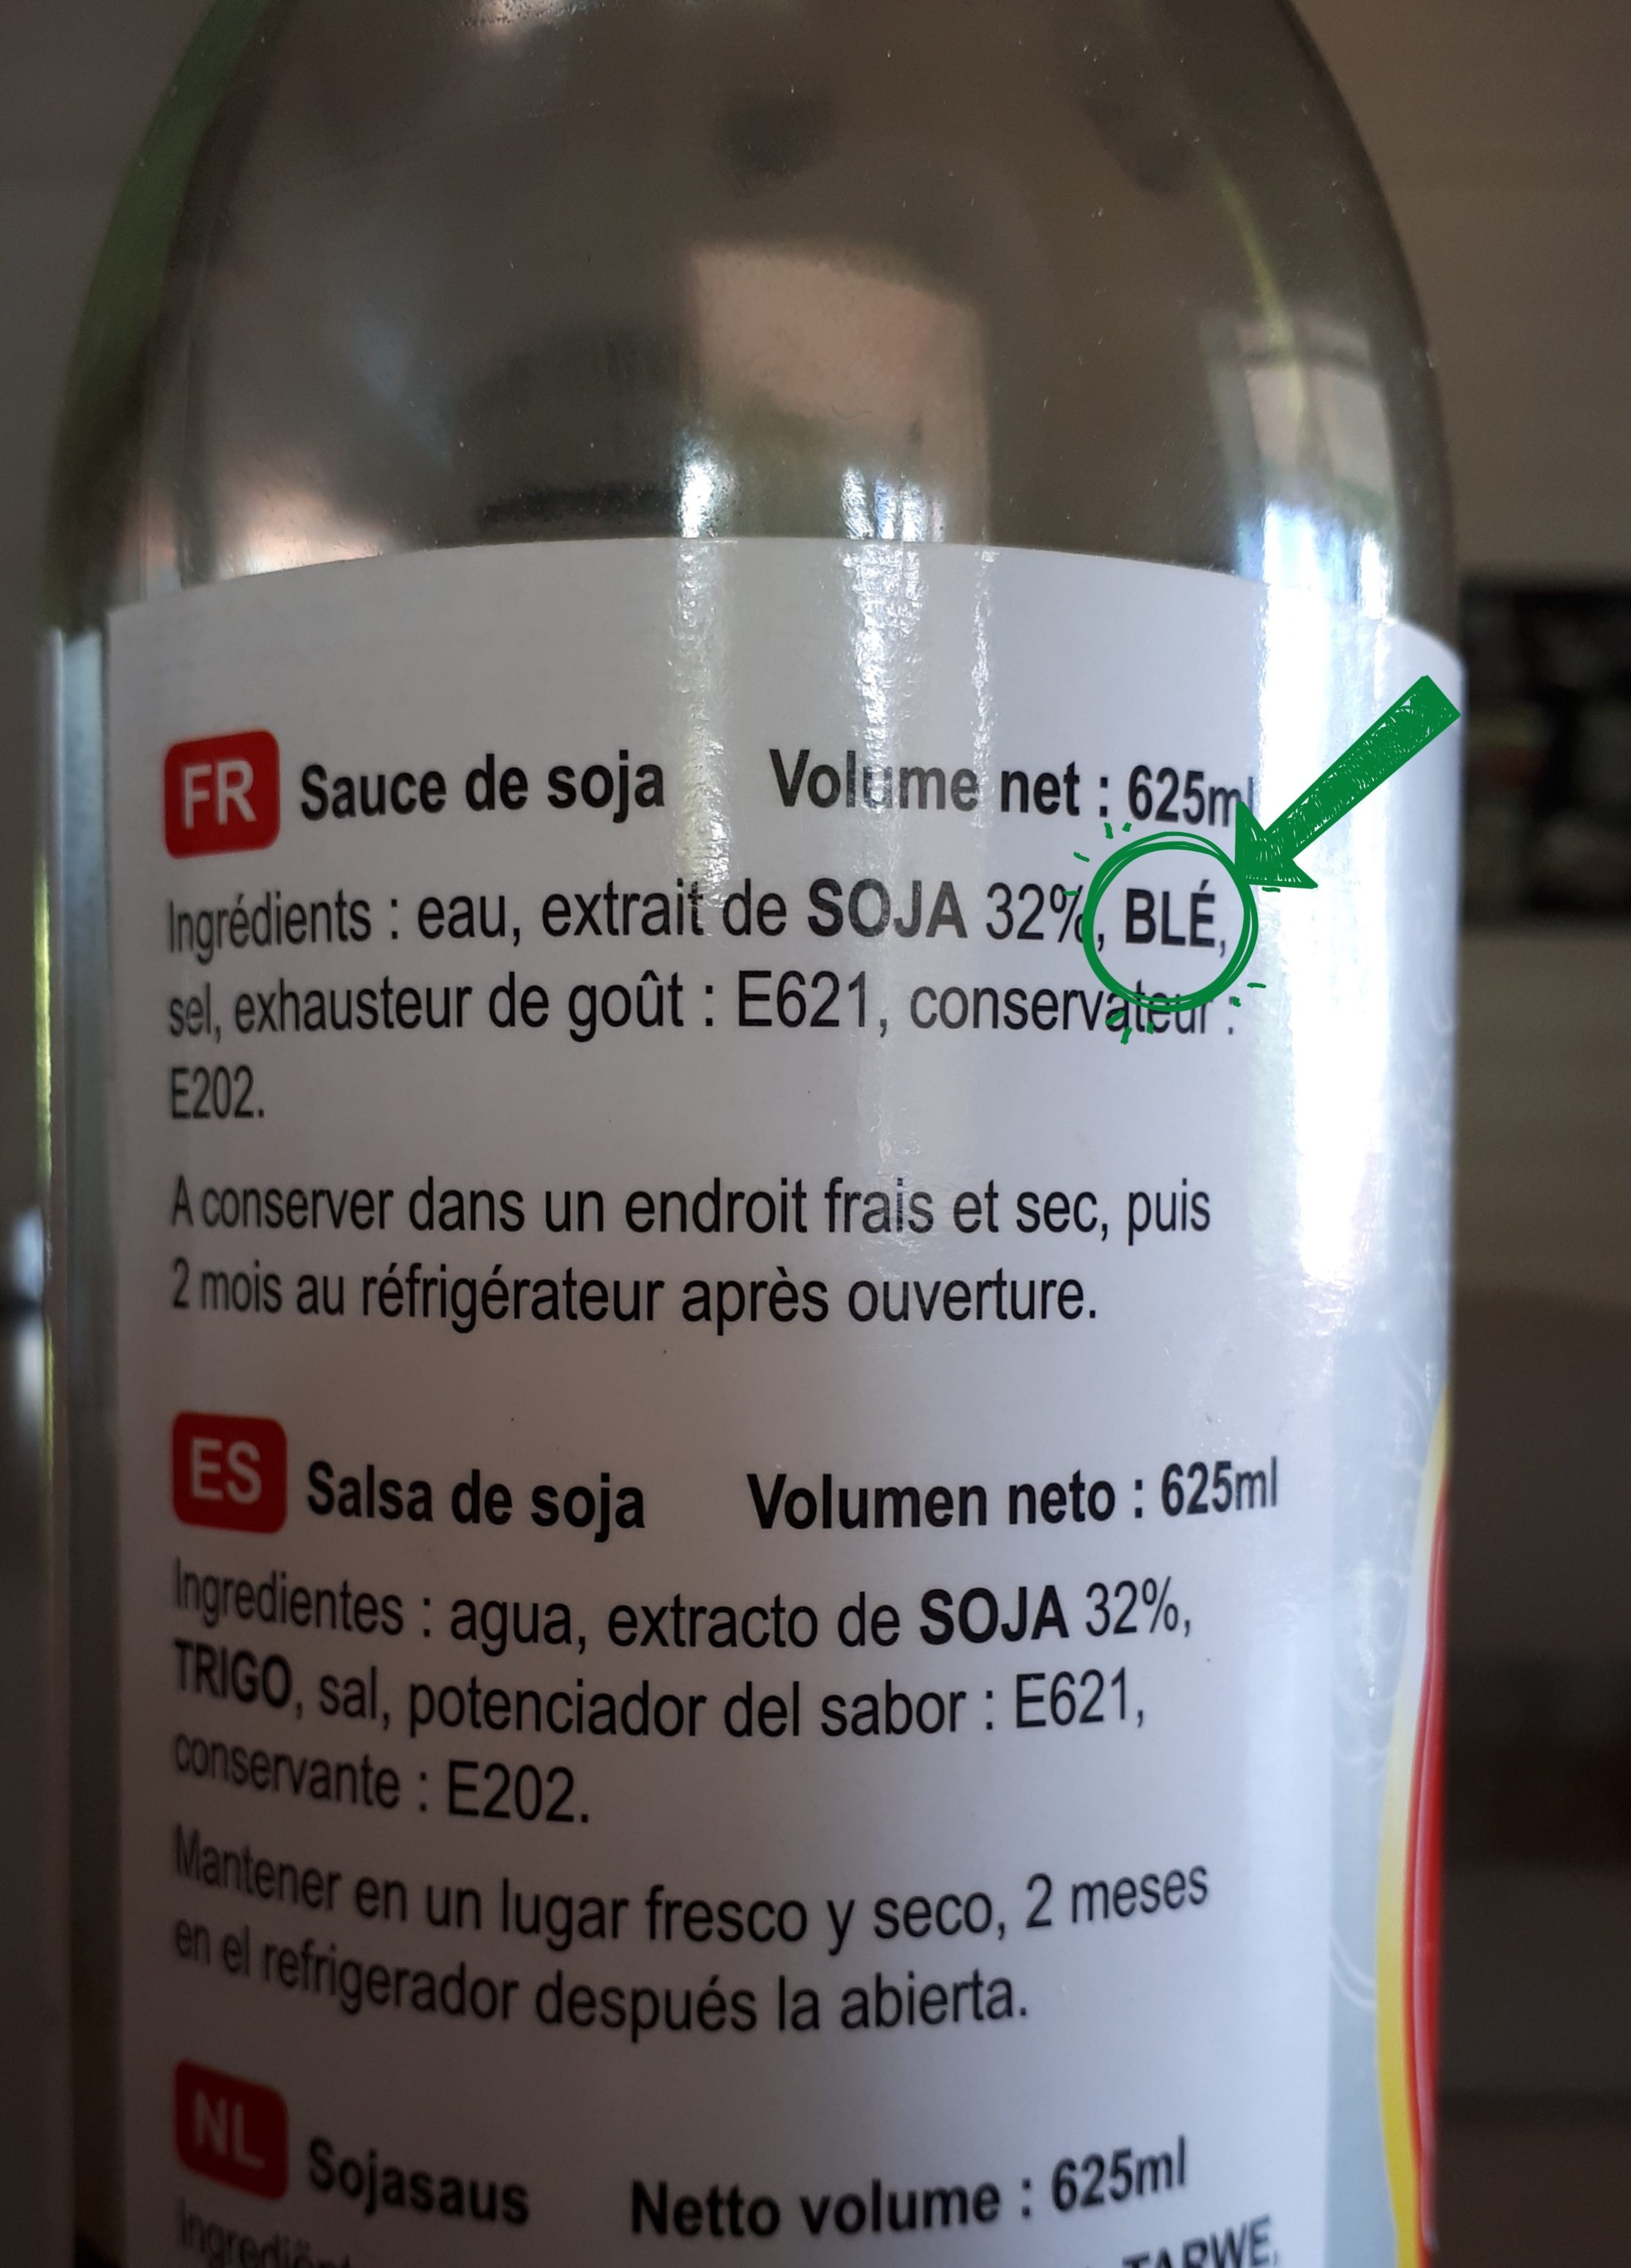 FR Sauce de soja Volume net : 625ml
Ingrédients : eau, extrait de SOJA 32%, BLÉ,
sel, exhausteur de goût : E621, conservateur :
E202.
A conserver dans un endroit frais et sec, puis
2 mois au réfrigérateur après ouverture.
ES Salsa de soja Volumen neto : 625ml
Ingredientes : agua, extracto de SOJA 32%,
TRIGO, sal, potenciador del sabor : E621,
conservante : E202.
Mantener en un lugar fresco y seco, 2 meses
en el refrigerador después la abierta.
NL Sojasaus Netto volume : 625ml
TARWE,